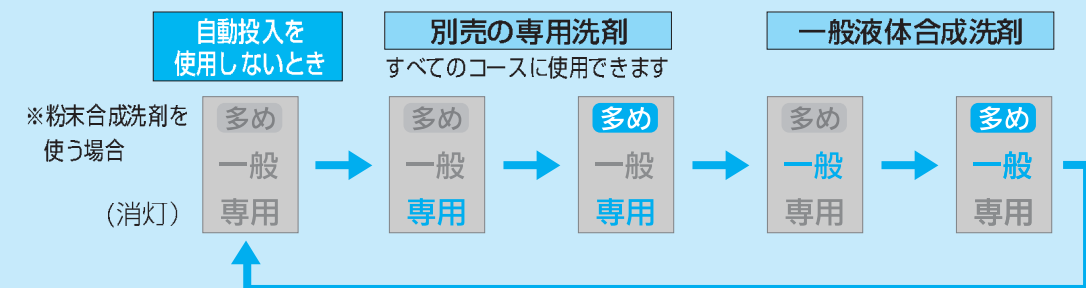 自動投入を
使用しないとき
別売の専用洗剤
すべてのコースに使用できます
一般液体合成洗剤
※粉末合成洗剤を
使う場合
(消灯)
多め
一般
専用
多め
一般
専用
多め
一般
専用
多め
一般
専用
多め
一般
専用